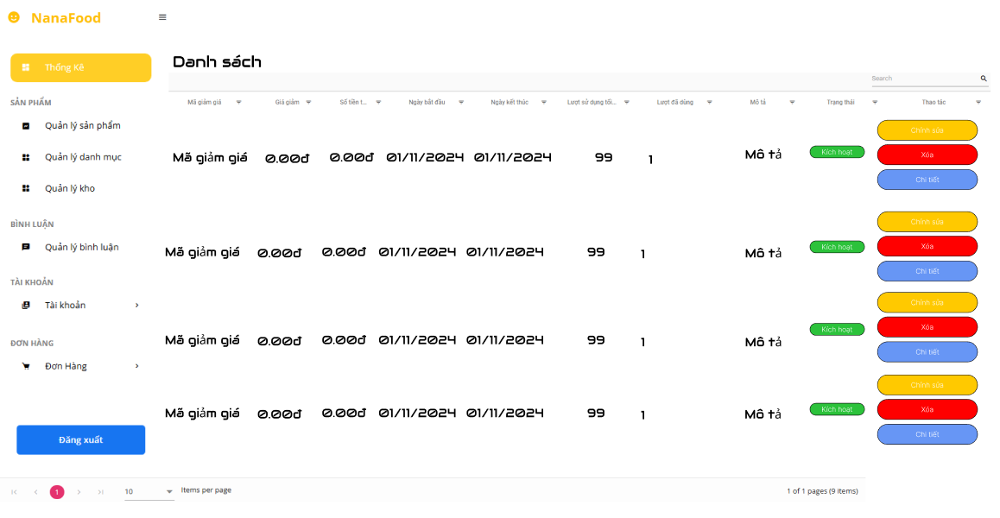 NanaFood
Thống Kê
SẢN PHẨM
Quản lý sản phẩm
Quản lý danh mục
Quản lý kho
BÌNH LUẬN
Quản lý bình luận
TÀI KHOẢN
Tài khoản
ĐƠN HÀNG
Đơn Hàng
Đăng xuất
Danh sách
Search
Mã giảm giá Giá giảm Số tiền t... Ngày bắt đầu Ngày kết thúc Lượt sử dụng tối... Lượt đã dùng Mô tả Trạng thái Thao tác
Mã giảm giá 0.00đ 0.00đ 01/11/2024 01/11/2024 99 1 Mô tả Kích hoạt
Chỉnh sửa
Xóa
Chi tiết
Mã giảm giá 0.00đ 0.00đ 01/11/2024 01/11/2024 99 1 Mô tả Kích hoạt
Chỉnh sửa
Xóa
Chi tiết
Mã giảm giá 0.00đ 0.00đ 01/11/2024 01/11/2024 99 1 Mô tả Kích hoạt
Chỉnh sửa
Xóa
Chi tiết
Mã giảm giá 0.00đ 0.00đ 01/11/2024 01/11/2024 99 1 Mô tả Kích hoạt
Chỉnh sửa
Xóa
Chi tiết
1 10 Items per page 1 of 1 pages (9 items)